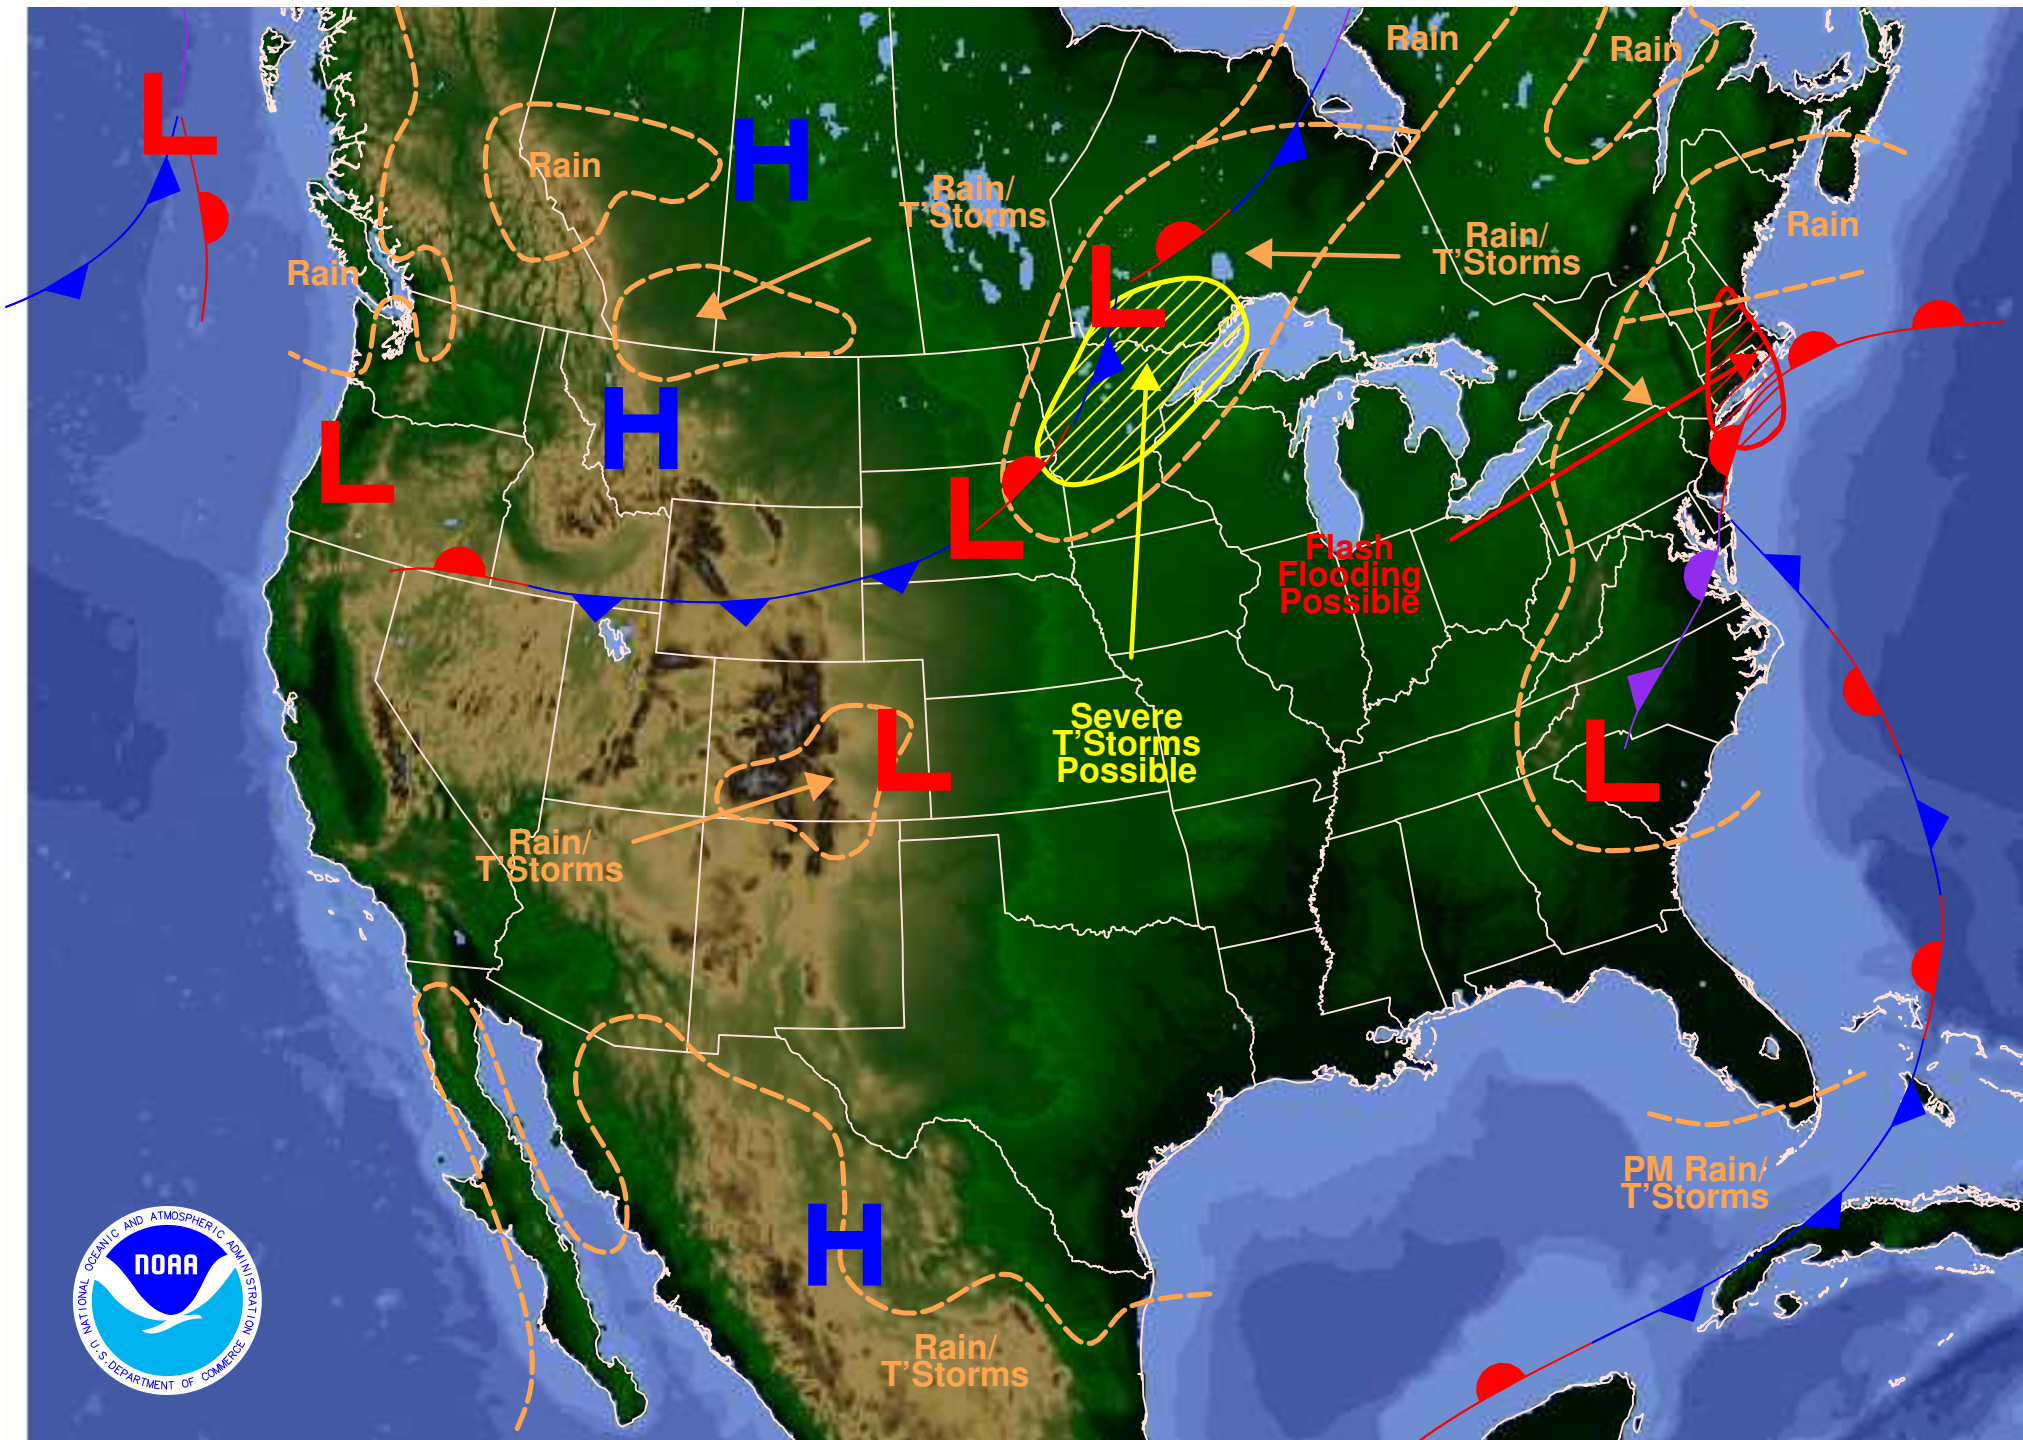 Rain
Rain
L
H
Rain
Rain/
T'Storms
Rain/
T'Storms
Rain
Rain
L
H
L
L
Flash
Flooding
Possible
Severe
T'Storms
Possible
L
L
Rain/
T'Storms
PM Rain/
T'Storms
H
Rain/
T'Storms
NATIONAL OCEANIC AND ATMOSPHERIC ADMINISTRATION
NOAA
U.S. DEPARTMENT OF COMMERCE